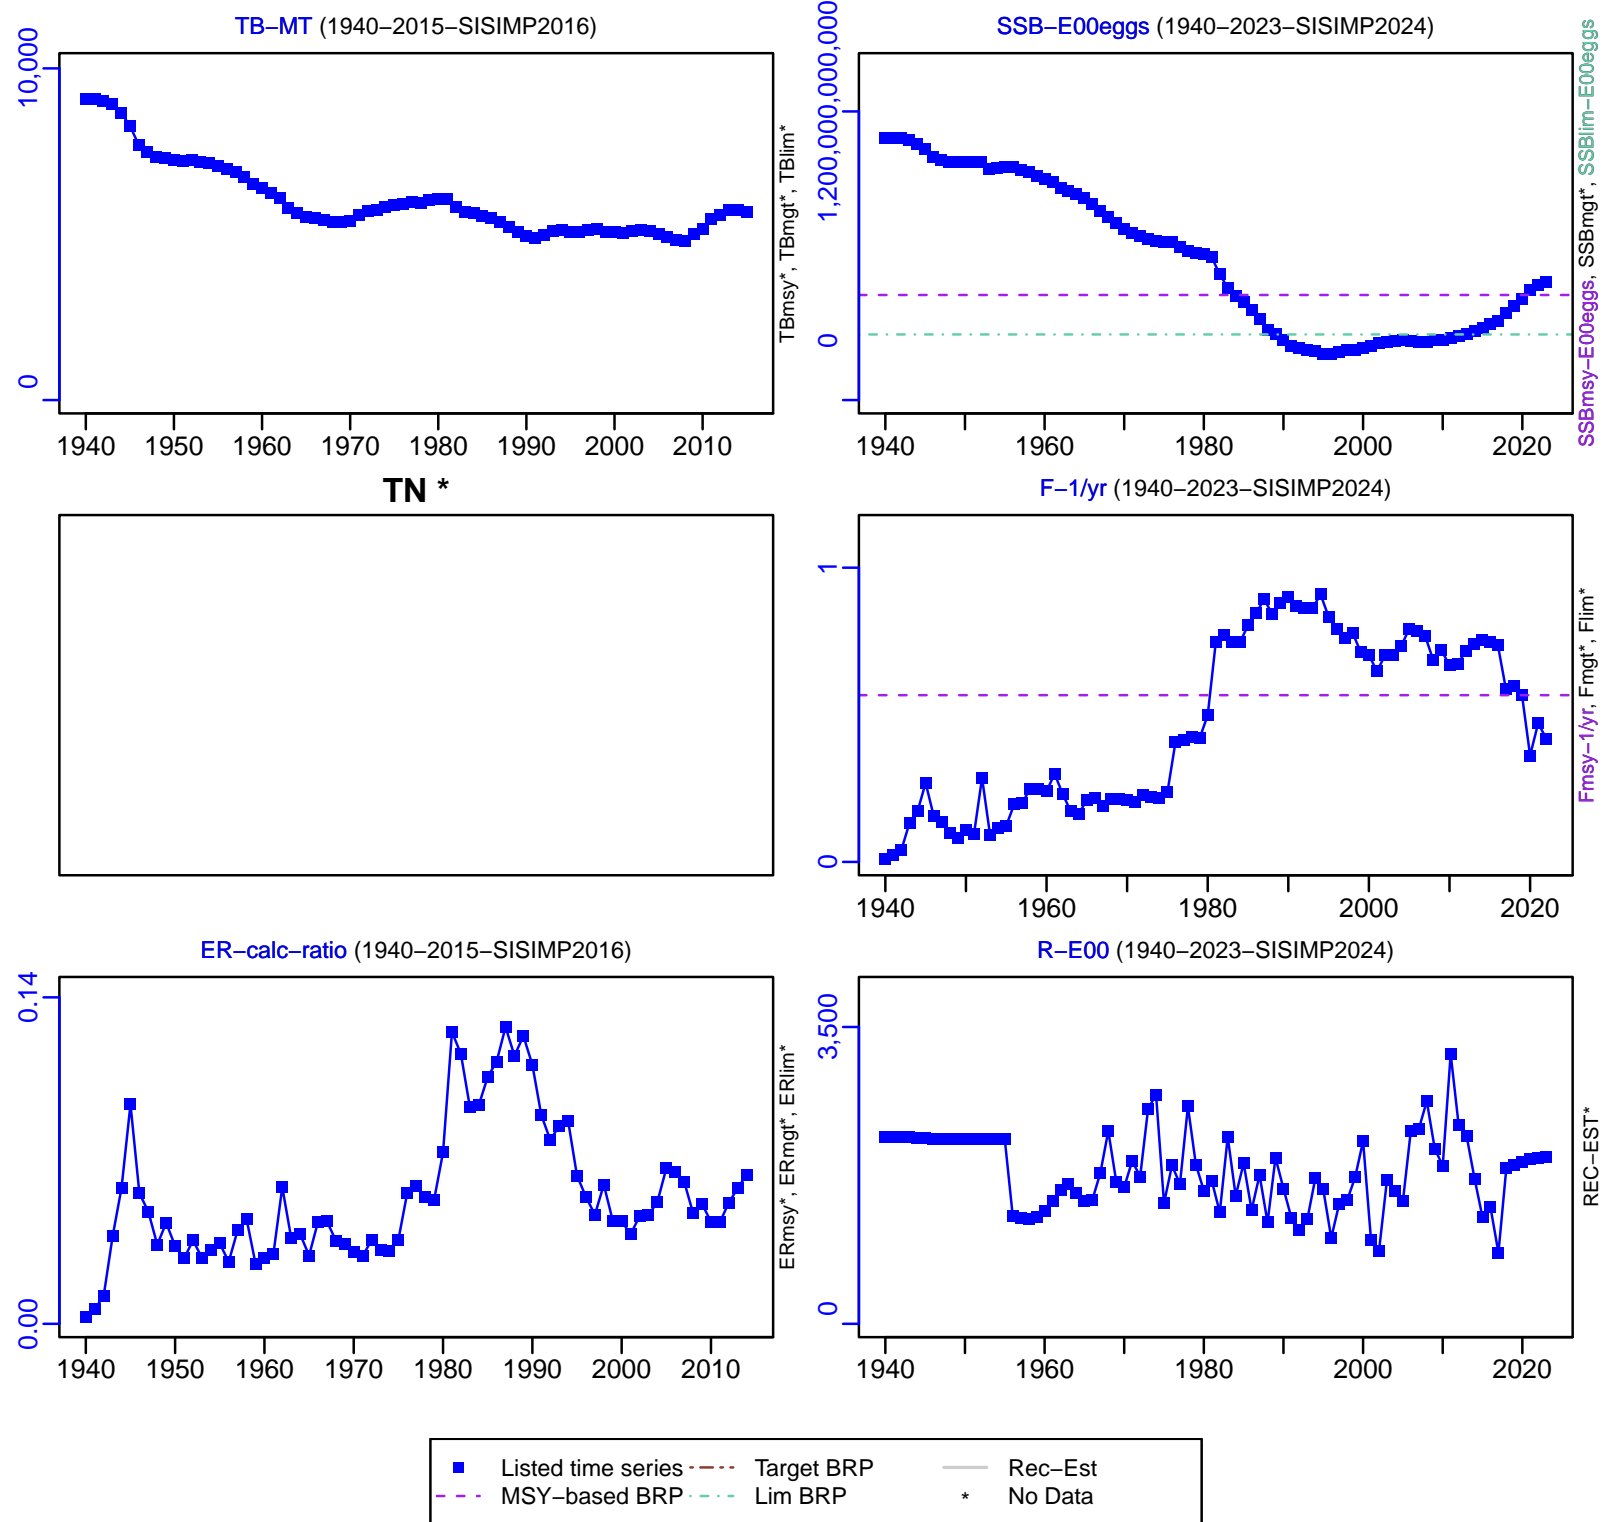 TB−MT (1940−2015−SISIMP2016)
10,000
0
TBmsy*, TBmgt*, TBlim*
1940 1950 1960 1970 1980 1990 2000 2010
SSB−E00eggs (1940−2023−SISIMP2024)
1,200,000,000
0
SSBmsy−E00eggs, SSBmgt*, SSBlim−E00eggs
1940 1960 1980 2000 2020
TN *
F−1/yr (1940−2023−SISIMP2024)
1
0
Fmsy−1/yr, Fmgt*, Flim*
1940 1960 1980 2000 2020
ER−calc−ratio (1940−2015−SISIMP2016)
0.14
0.00
ERmsy*, ERmgt*, ERlim*
1940 1950 1960 1970 1980 1990 2000 2010
R−E00 (1940−2023−SISIMP2024)
3,500
0
REC−EST*
1940 1960 1980 2000 2020
Listed time series Target BRP Rec−Est
MSY−based BRP Lim BRP * No Data